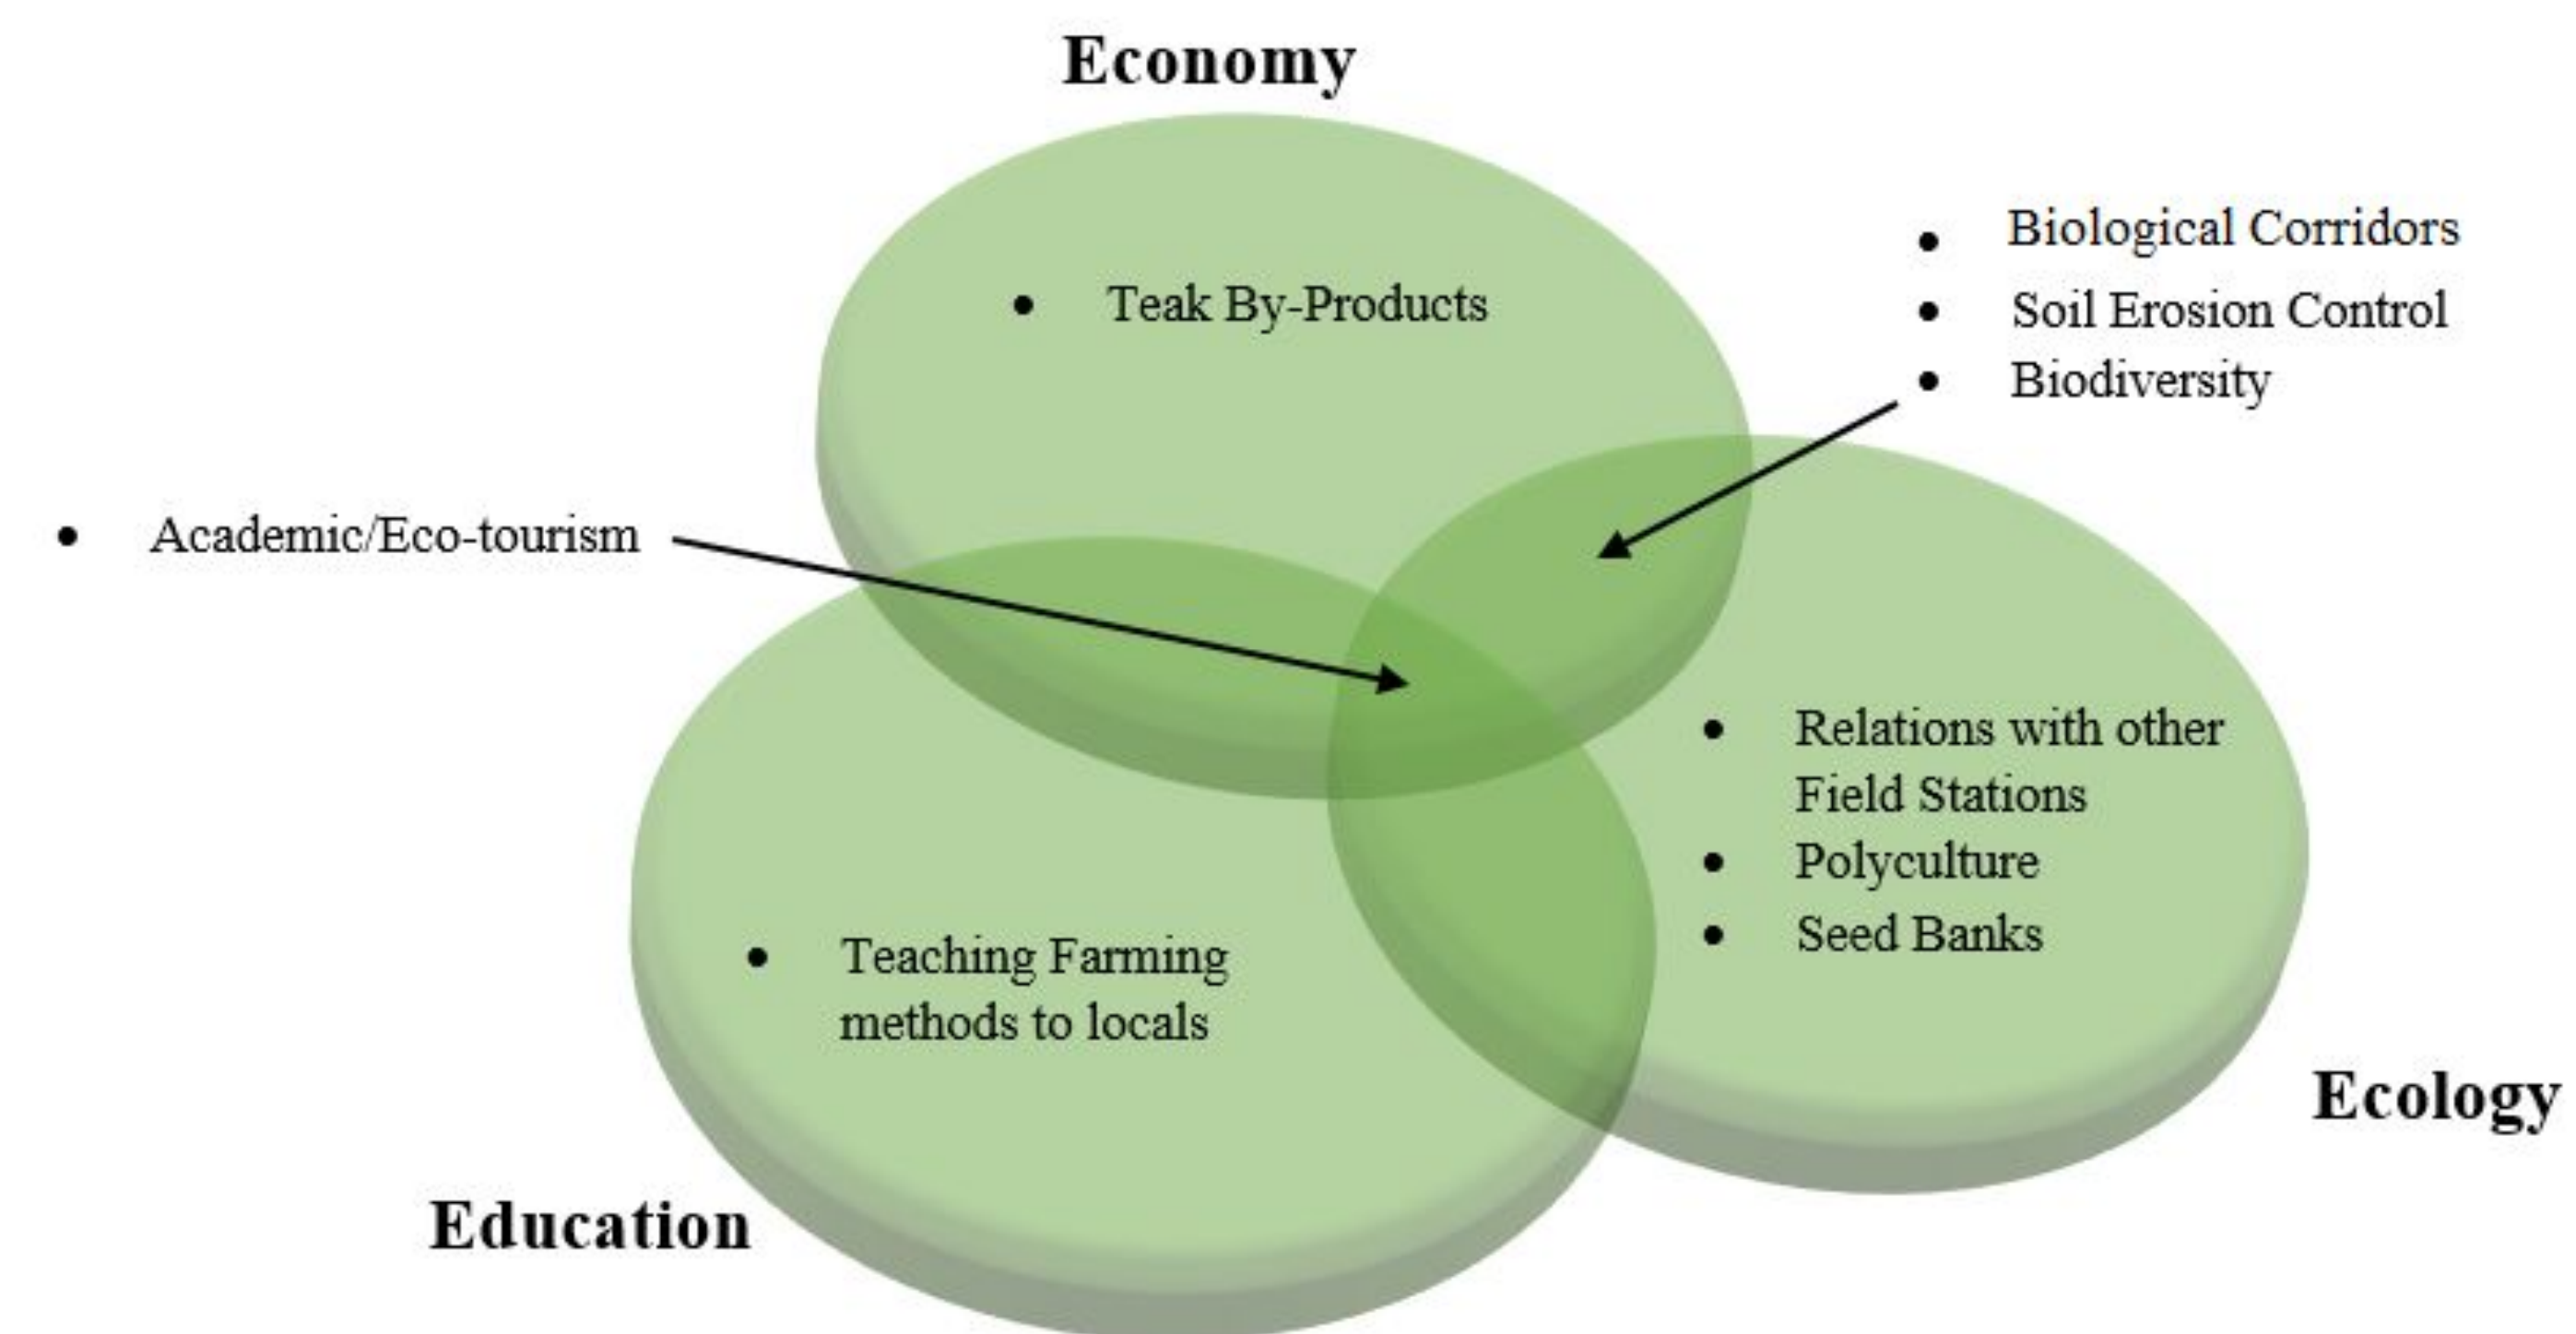 Economy
• Teak By-Products
• Biological Corridors
• Soil Erosion Control
• Biodiversity
• Academic/Eco-tourism
• Relations with other
Field Stations
• Polyculture
• Seed Banks
• Teaching Farming
methods to locals
Ecology
Education